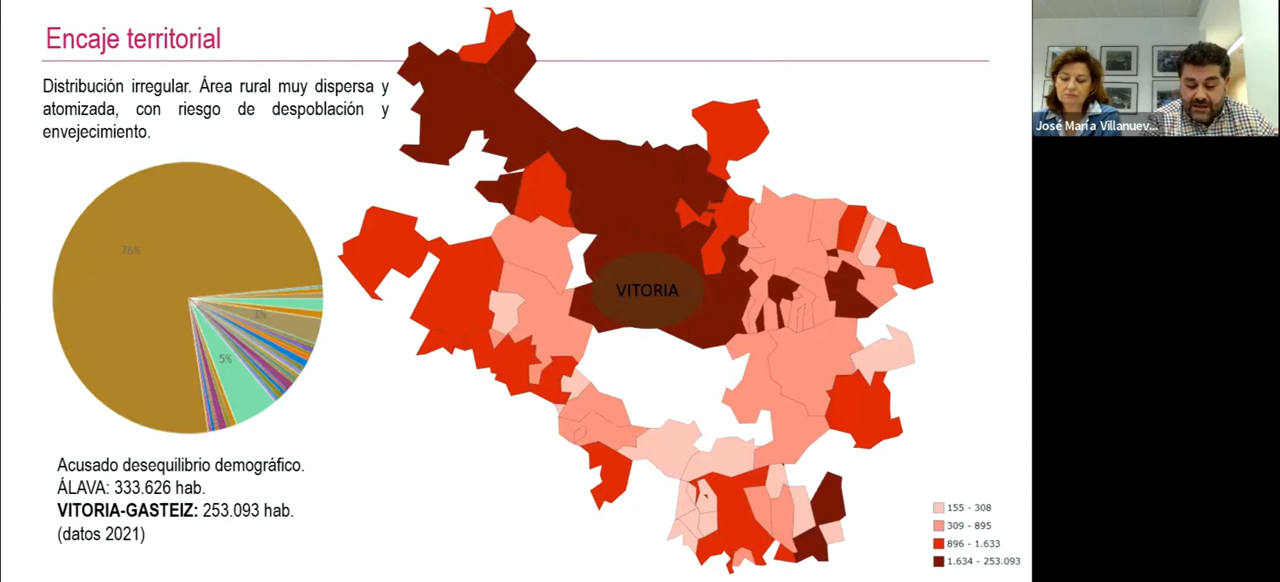 Encaje territorial
Distribución irregular. Área rural muy dispersa y
atomizada, con riesgo de despoblación y
envejecimiento.
76%
3%
5%
VITORIA
Acusado desequilibrio demográfico.
ÁLAVA: 333.626 hab.
VITORIA-GASTEIZ: 253.093 hab.
(datos 2021)
155 - 308
309 - 895
896 - 1.633
1.634 - 253.093
José María Villanuev...